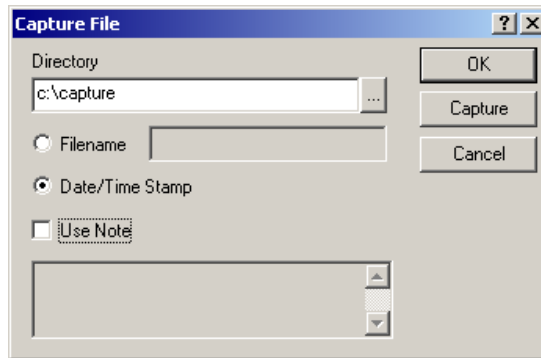 Capture File
Directory
OK
c:\capture
...
Capture
Filename
Cancel
Date/Time Stamp
Use Note